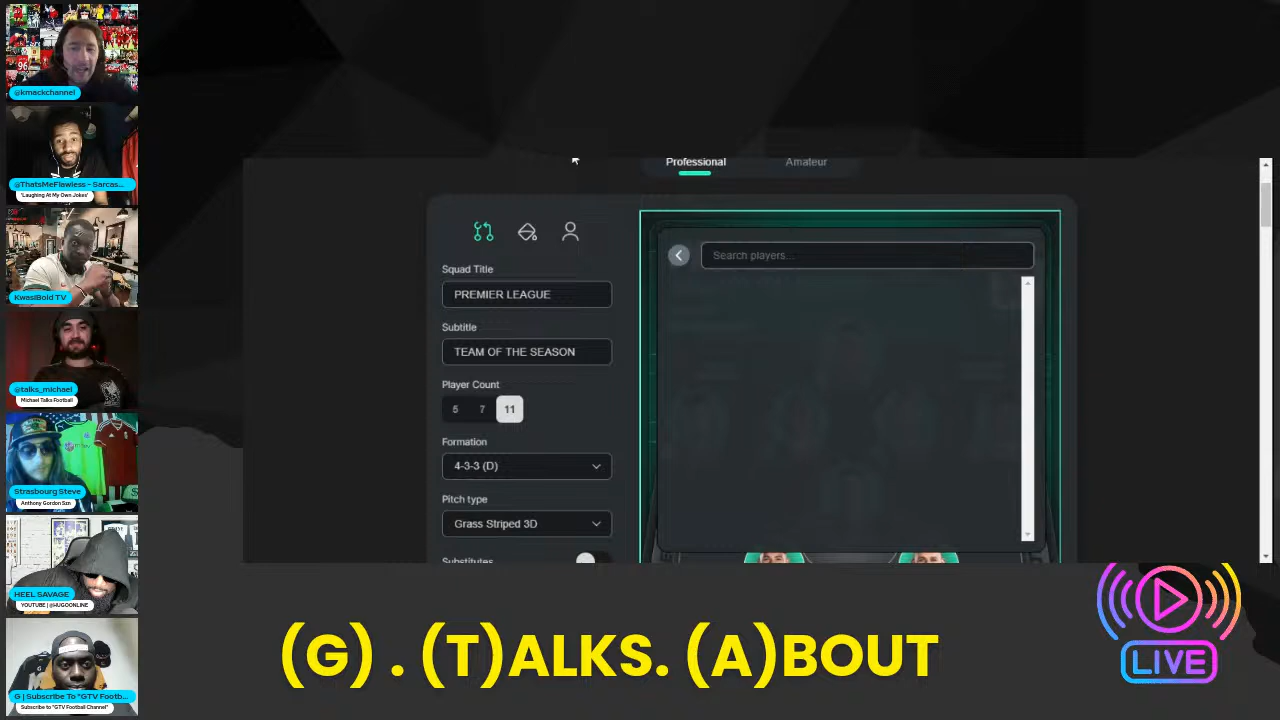 @kmackchannel
@ThatsMeFlawless - Sarcas...
'Laughing At My Own Jokes'
KwasiBold TV
@talks_michael
Michael Talks Football
Strasbourg Steve
Anthony Gordon Szn
HEEL SAVAGE
YOUTUBE | @HUGOONLINE
G | Subscribe To "GTV Footb...
Subscribe to "GTV Football Channel"
Professional
Amateur
Squad Title
PREMIER LEAGUE
Subtitle
TEAM OF THE SEASON
Player Count
5 7 11
Formation
4-3-3 (D)
Pitch type
Grass Striped 3D
Substitutes
Search players...
(G) . (T)ALKS. (A)BOUT
LIVE